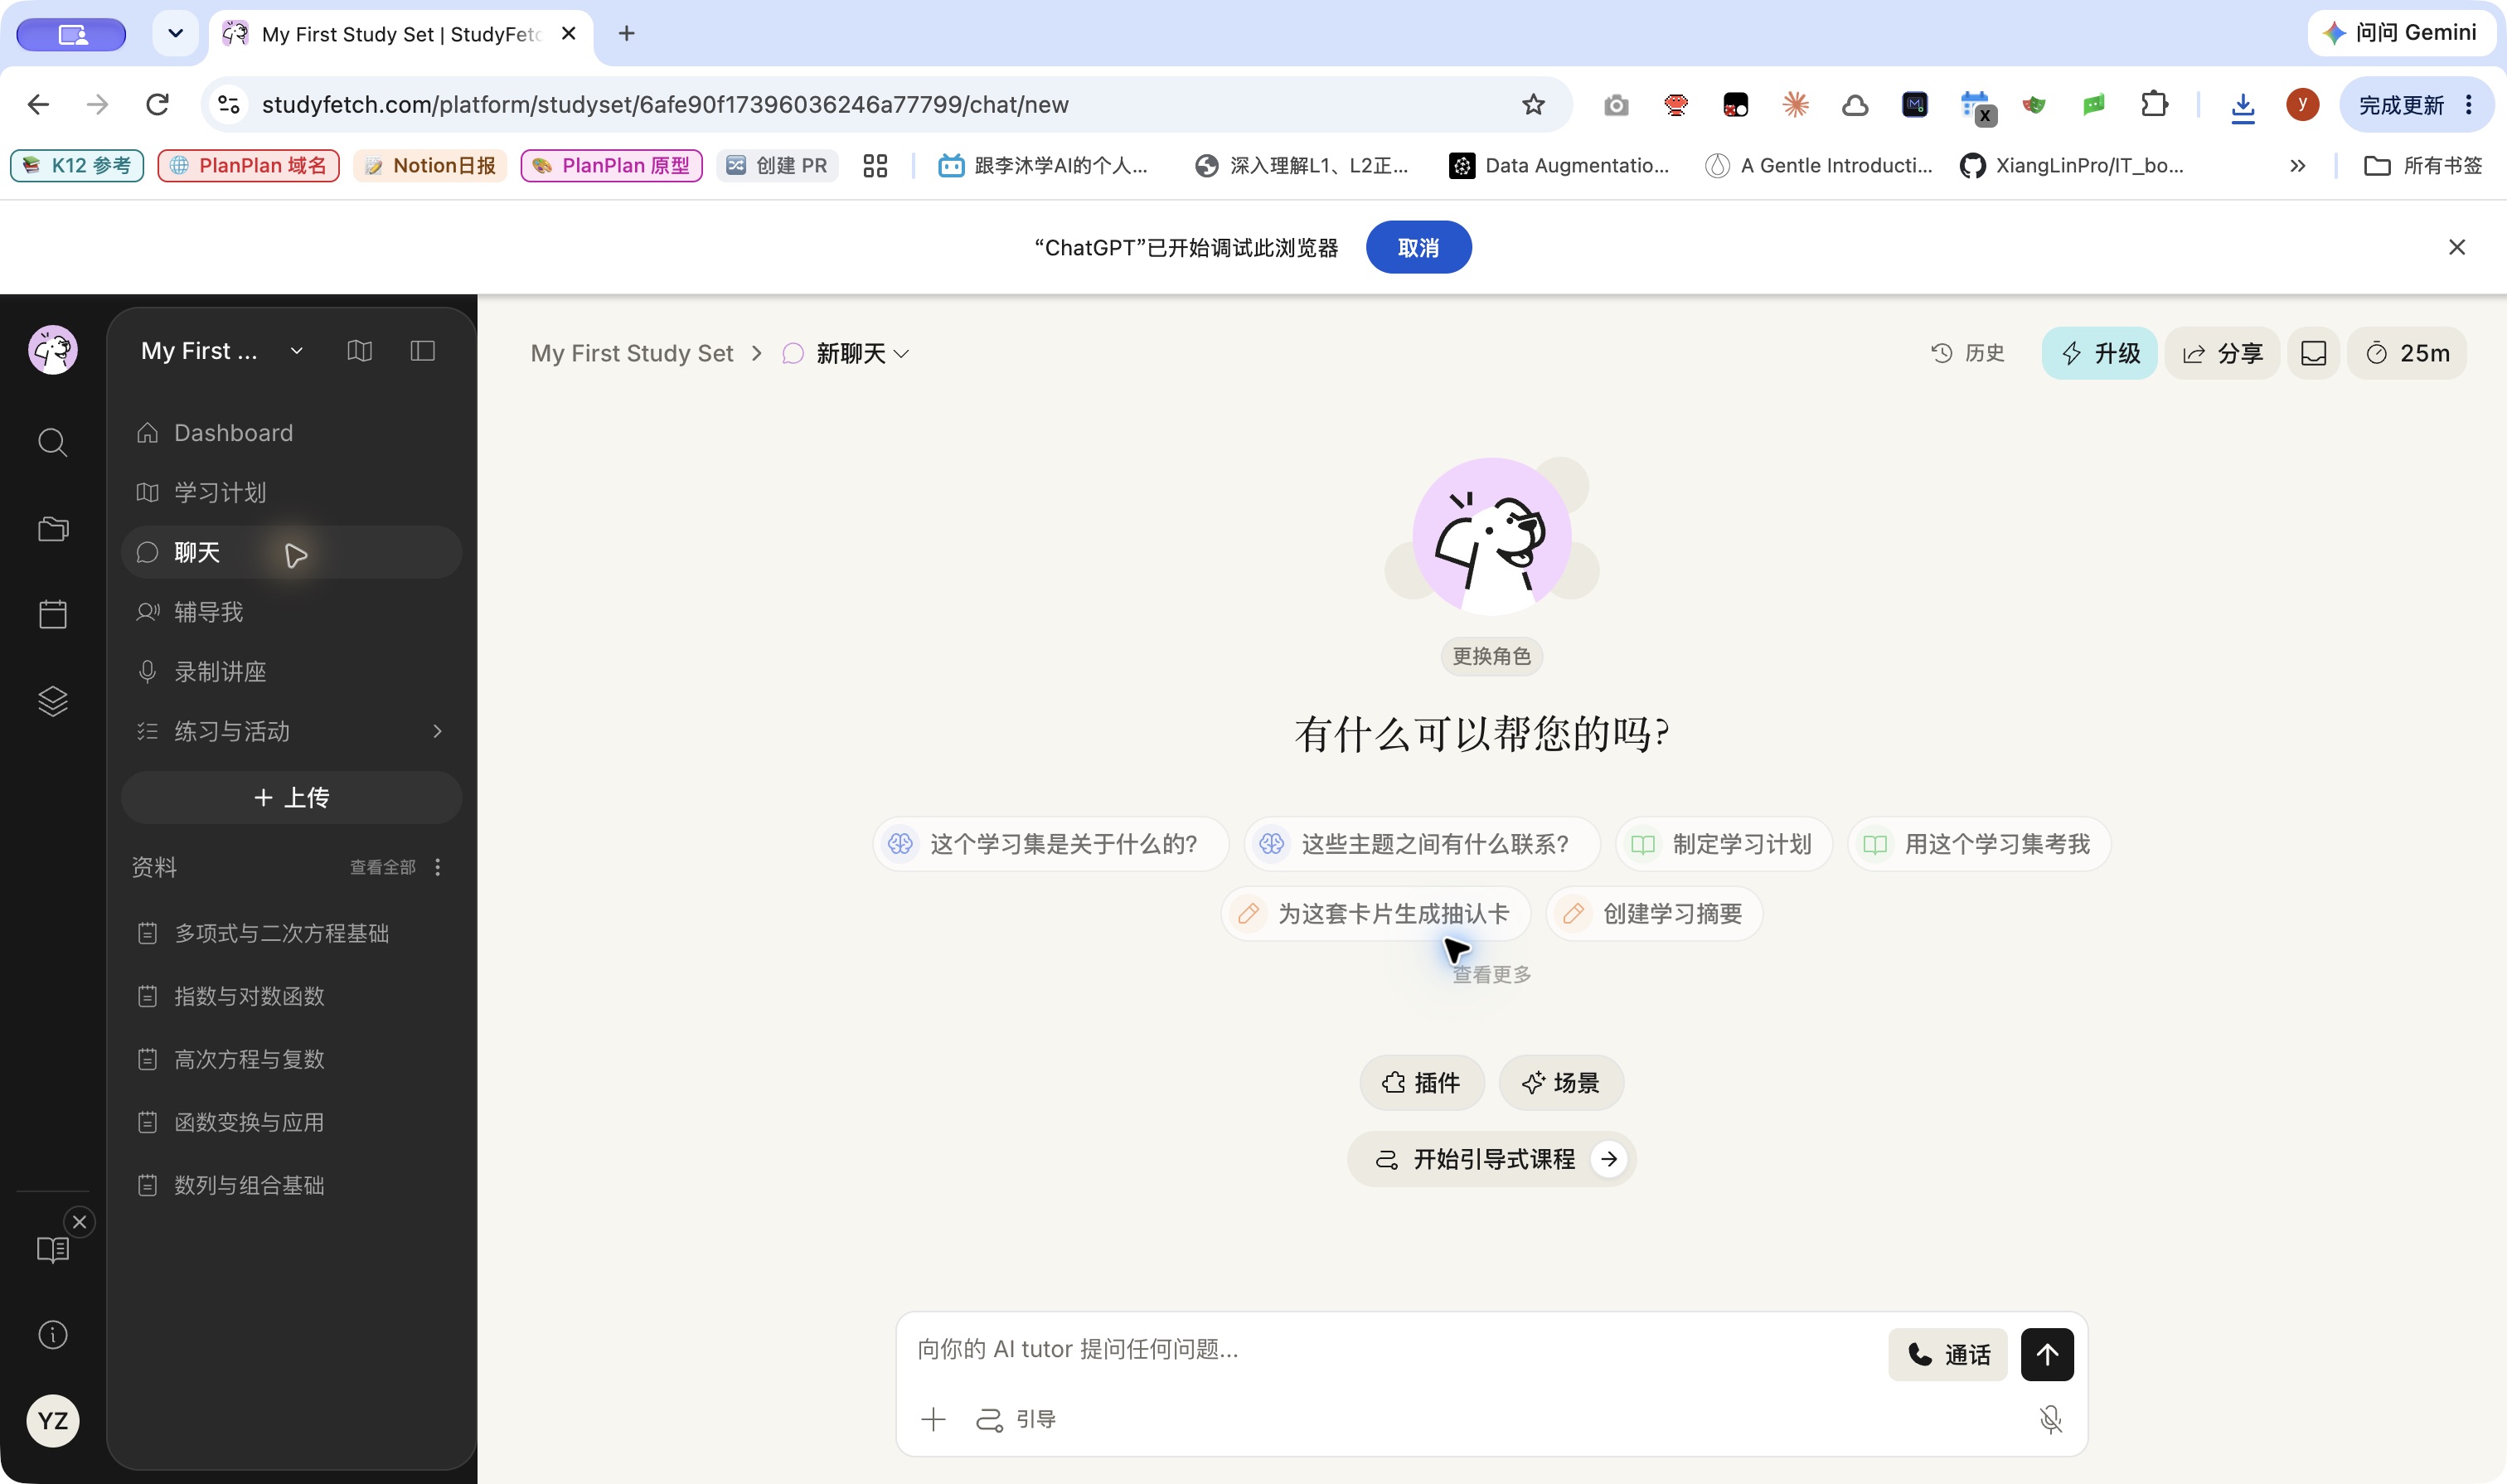 My First Study Set | StudyFetc
问问 Gemini
studyfetch.com/platform/studyset/6afe90f17396036246a77799/chat/new
X
y
完成更新
K12 参考
PlanPlan 域名
Notion日报
PlanPlan 原型
创建 PR
跟李沐学AI的个人...
深入理解L1、L2正...
Data Augmentatio...
A Gentle Introducti...
XiangLinPro/IT_bo...
所有书签
“ChatGPT”已开始调试此浏览器
取消
My First ...
Dashboard
学习计划
聊天
辅导我
录制讲座
练习与活动
上传
资料
查看全部
多项式与二次方程基础
指数与对数函数
高次方程与复数
函数变换与应用
数列与组合基础
YZ
My First Study Set
新聊天
历史
升级
分享
25m
更换角色
有什么可以帮您的吗?
这个学习集是关于什么的?
这些主题之间有什么联系?
制定学习计划
用这个学习集考我
为这套卡片生成抽认卡
创建学习摘要
查看更多
插件
场景
开始引导式课程
向你的 AI tutor 提问任何问题...
通话
引导